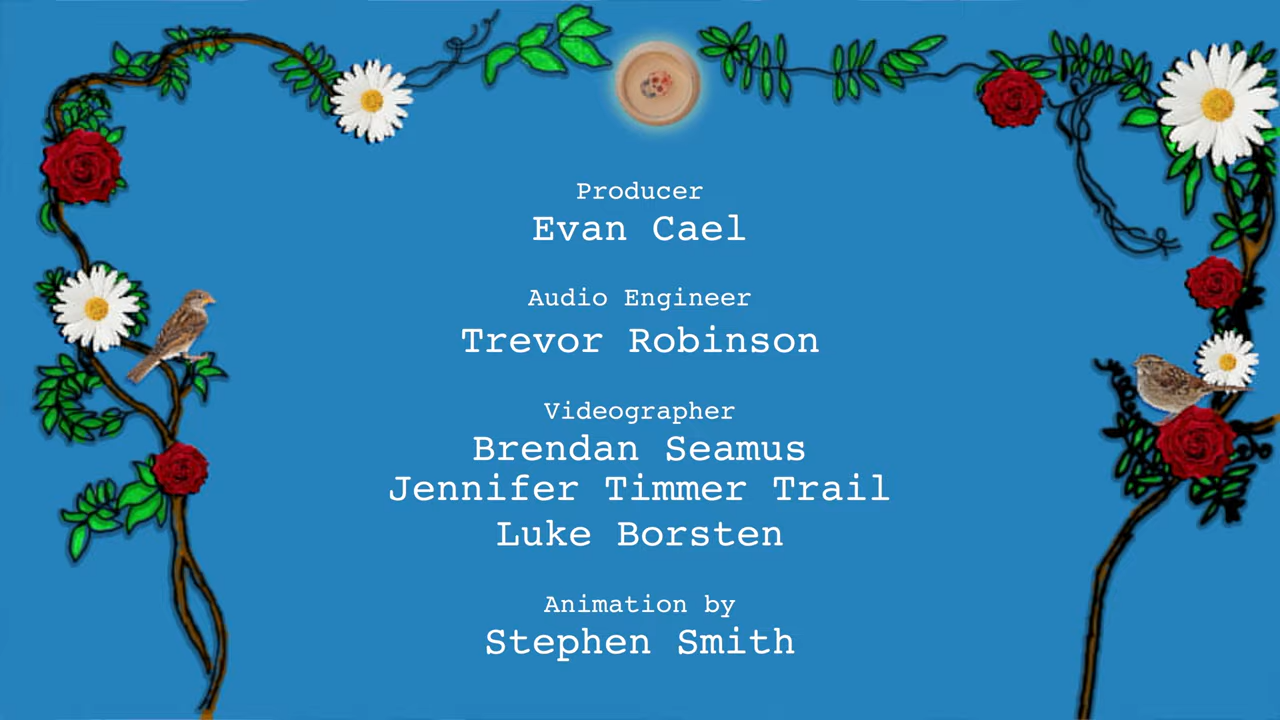 Producer
Evan Cael
Audio Engineer
Trevor Robinson
Videographer
Brendan Seamus
Jennifer Timmer Trail
Luke Borsten
Animation by
Stephen Smith